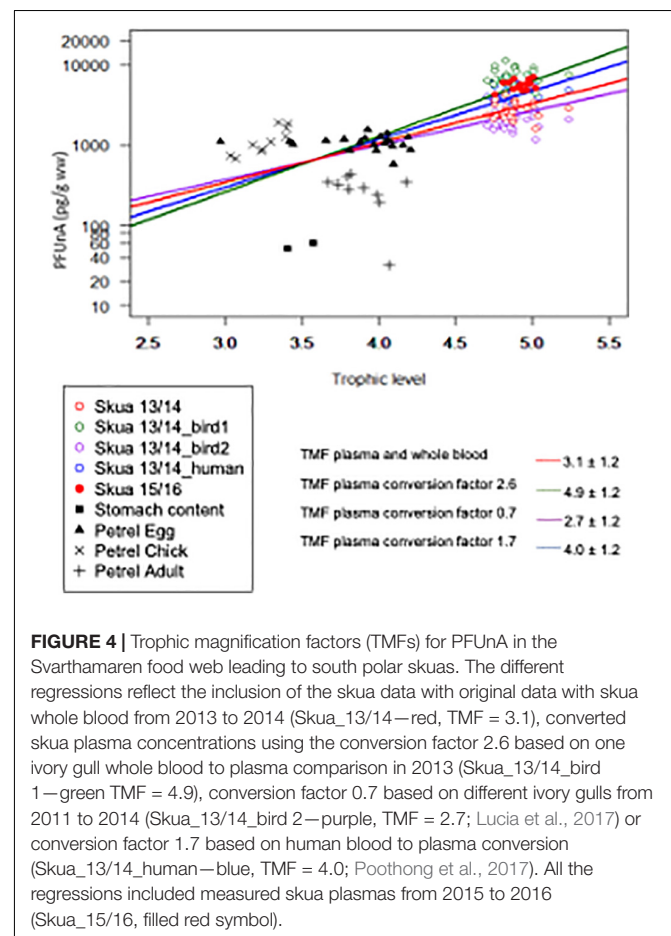 20000
10000
1000
100
80
60
40
20
10
PFUnA (pg/g ww)
2.5 3.0 3.5 4.0 4.5 5.0 5.5
Trophic level
Skua 13/14
Skua 13/14_bird1
Skua 13/14_bird2
Skua 13/14_human
Skua 15/16
Stomach content
Petrel Egg
Petrel Chick
Petrel Adult
TMF plasma and whole blood 3.1 ± 1.2
TMF plasma conversion factor 2.6 4.9 ± 1.2
TMF plasma conversion factor 0.7 2.7 ± 1.2
TMF plasma conversion factor 1.7 4.0 ± 1.2
FIGURE 4 | Trophic magnification factors (TMFs) for PFUnA in the
Svarthamaren food web leading to south polar skuas. The different
regressions reflect the inclusion of the skua data with original data with skua
whole blood from 2013 to 2014 (Skua_13/14—red, TMF = 3.1), converted
skua plasma concentrations using the conversion factor 2.6 based on one
ivory gull whole blood to plasma comparison in 2013 (Skua_13/14_bird
1—green TMF = 4.9), conversion factor 0.7 based on different ivory gulls from
2011 to 2014 (Skua_13/14_bird 2—purple, TMF = 2.7; Lucia et al., 2017) or
conversion factor 1.7 based on human blood to plasma conversion
(Skua_13/14_human—blue, TMF = 4.0; Poothong et al., 2017). All the
regressions included measured skua plasmas from 2015 to 2016
(Skua_15/16, filled red symbol).